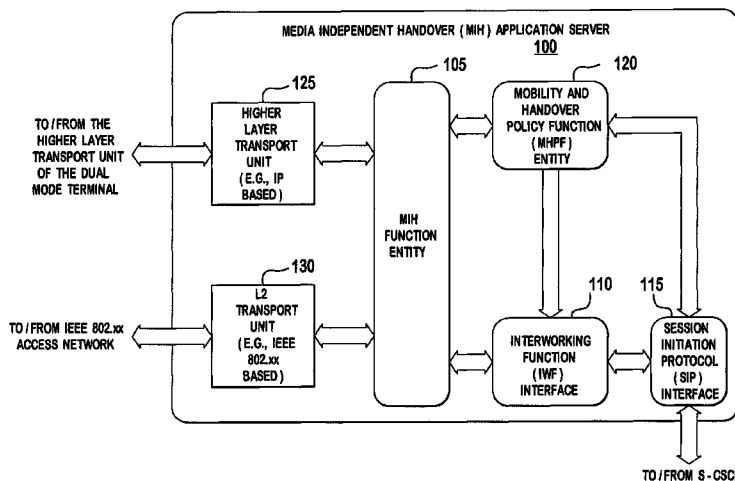 MEDIA INDEPENDENT HANDOVER (MIH) APPLICATION SERVER
100
125
HIGHER
LAYER
TRANSPORT
UNIT
(E.G., IP
BASED)
TO/FROM THE
HIGHER LAYER
TRANSPORT UNIT
OF THE DUAL
MODE TERMINAL
105
MIH
FUNCTION
ENTITY
120
MOBILITY AND
HANDOVER
POLICY FUNCTION
(MHPF)
ENTITY
130
L2
TRANSPORT
UNIT
(E.G., IEEE
802.xx
BASED)
TO/FROM IEEE 802.xx
ACCESS NETWORK
110
INTERWORKING
FUNCTION
(IWF)
INTERFACE
115
SESSION
INITIATION
PROTOCOL
(SIP)
INTERFACE
TO/FROM S-CSCF